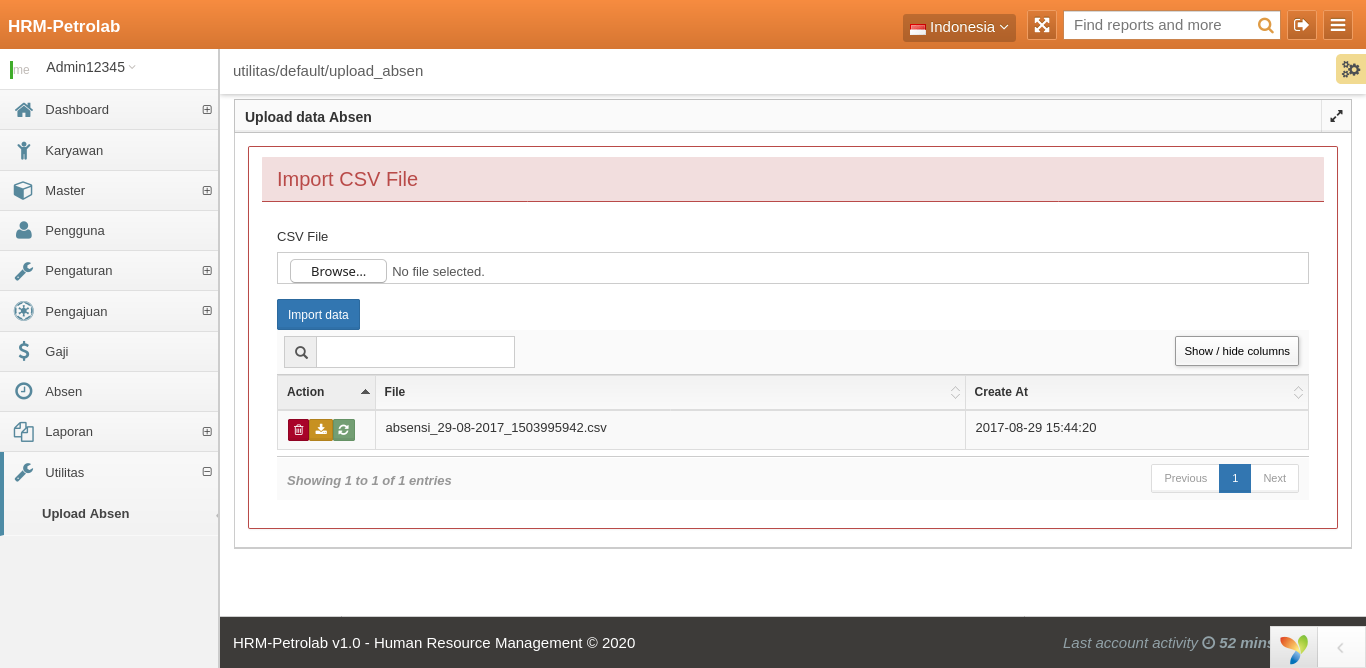 HRM-Petrolab
Indonesia
Find reports and more
me
Admin12345
utilitas/default/upload_absen
Dashboard
Karyawan
Master
Pengguna
Pengaturan
Pengajuan
Gaji
Absen
Laporan
Utilitas
Upload Absen
Upload data Absen
Import CSV File
CSV File
Browse... No file selected.
Import data
Show / hide columns
Action File Create At
absensi_29-08-2017_1503995942.csv 2017-08-29 15:44:20
Showing 1 to 1 of 1 entries
Previous 1 Next
HRM-Petrolab v1.0 - Human Resource Management © 2020
Last account activity 52 mins